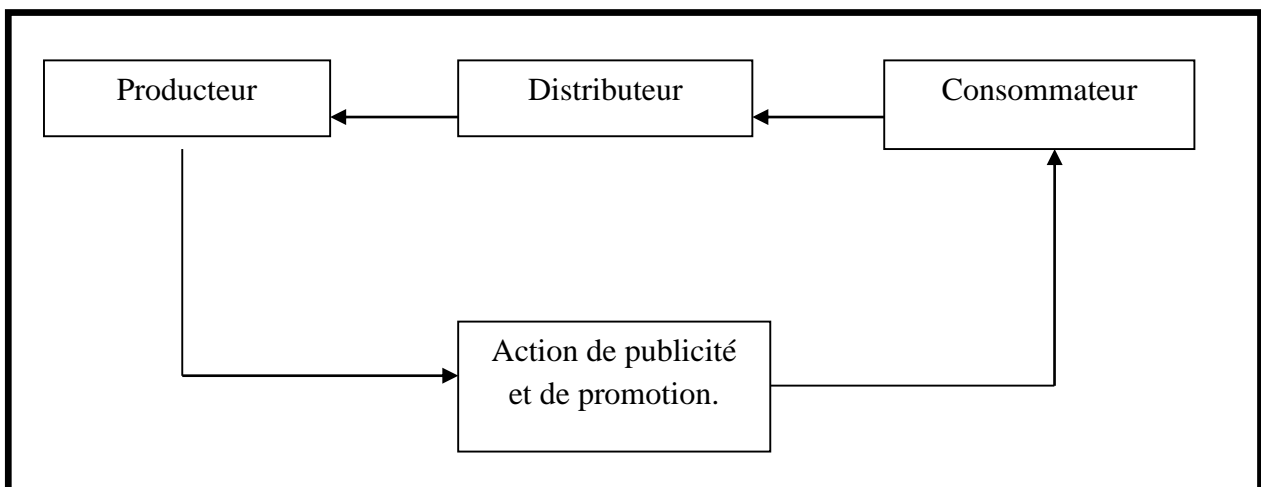 Producteur
Distributeur
Consommateur
Action de publicité
et de promotion.